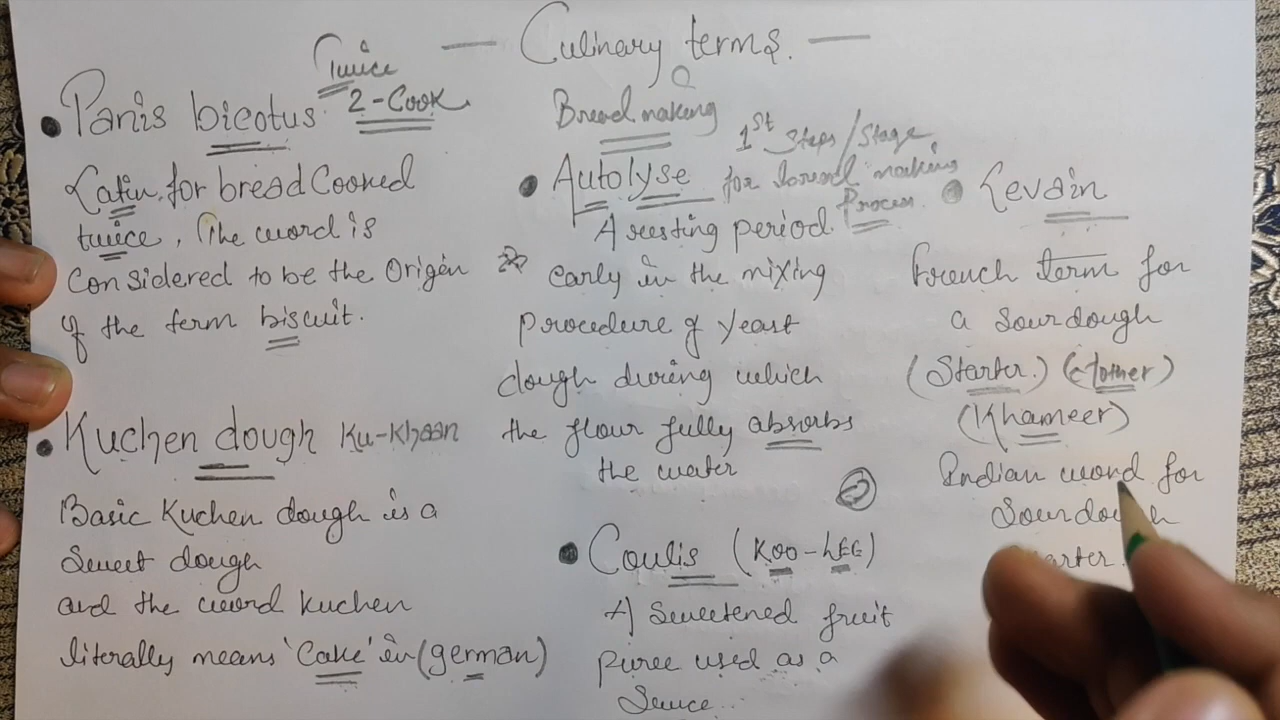 — Culinary terms. —
Twice
Panis bicotus 2-Cook
Latin for bread Cooked
twice, The word is
Considered to be the Origin
of the term biscuit.
Kuchen dough Ku-Khaan
Basic Kuchen dough is a
Sweet dough
and the word Kuchen
literally means 'Cake' in (german)
Bread making
1st Steps/Stage
Autolyse for bread making
Process
A resting period
early in the mixing
Procedure of yeast
dough during which
the flour fully absorbs
the water
Coulis (Koo-LEE)
A Sweetened fruit
puree used as a
Sauce..
Levain
French term for
a Sourdough
(Starter.) (Mother)
(Khameer)
Indian word for
Sourdough